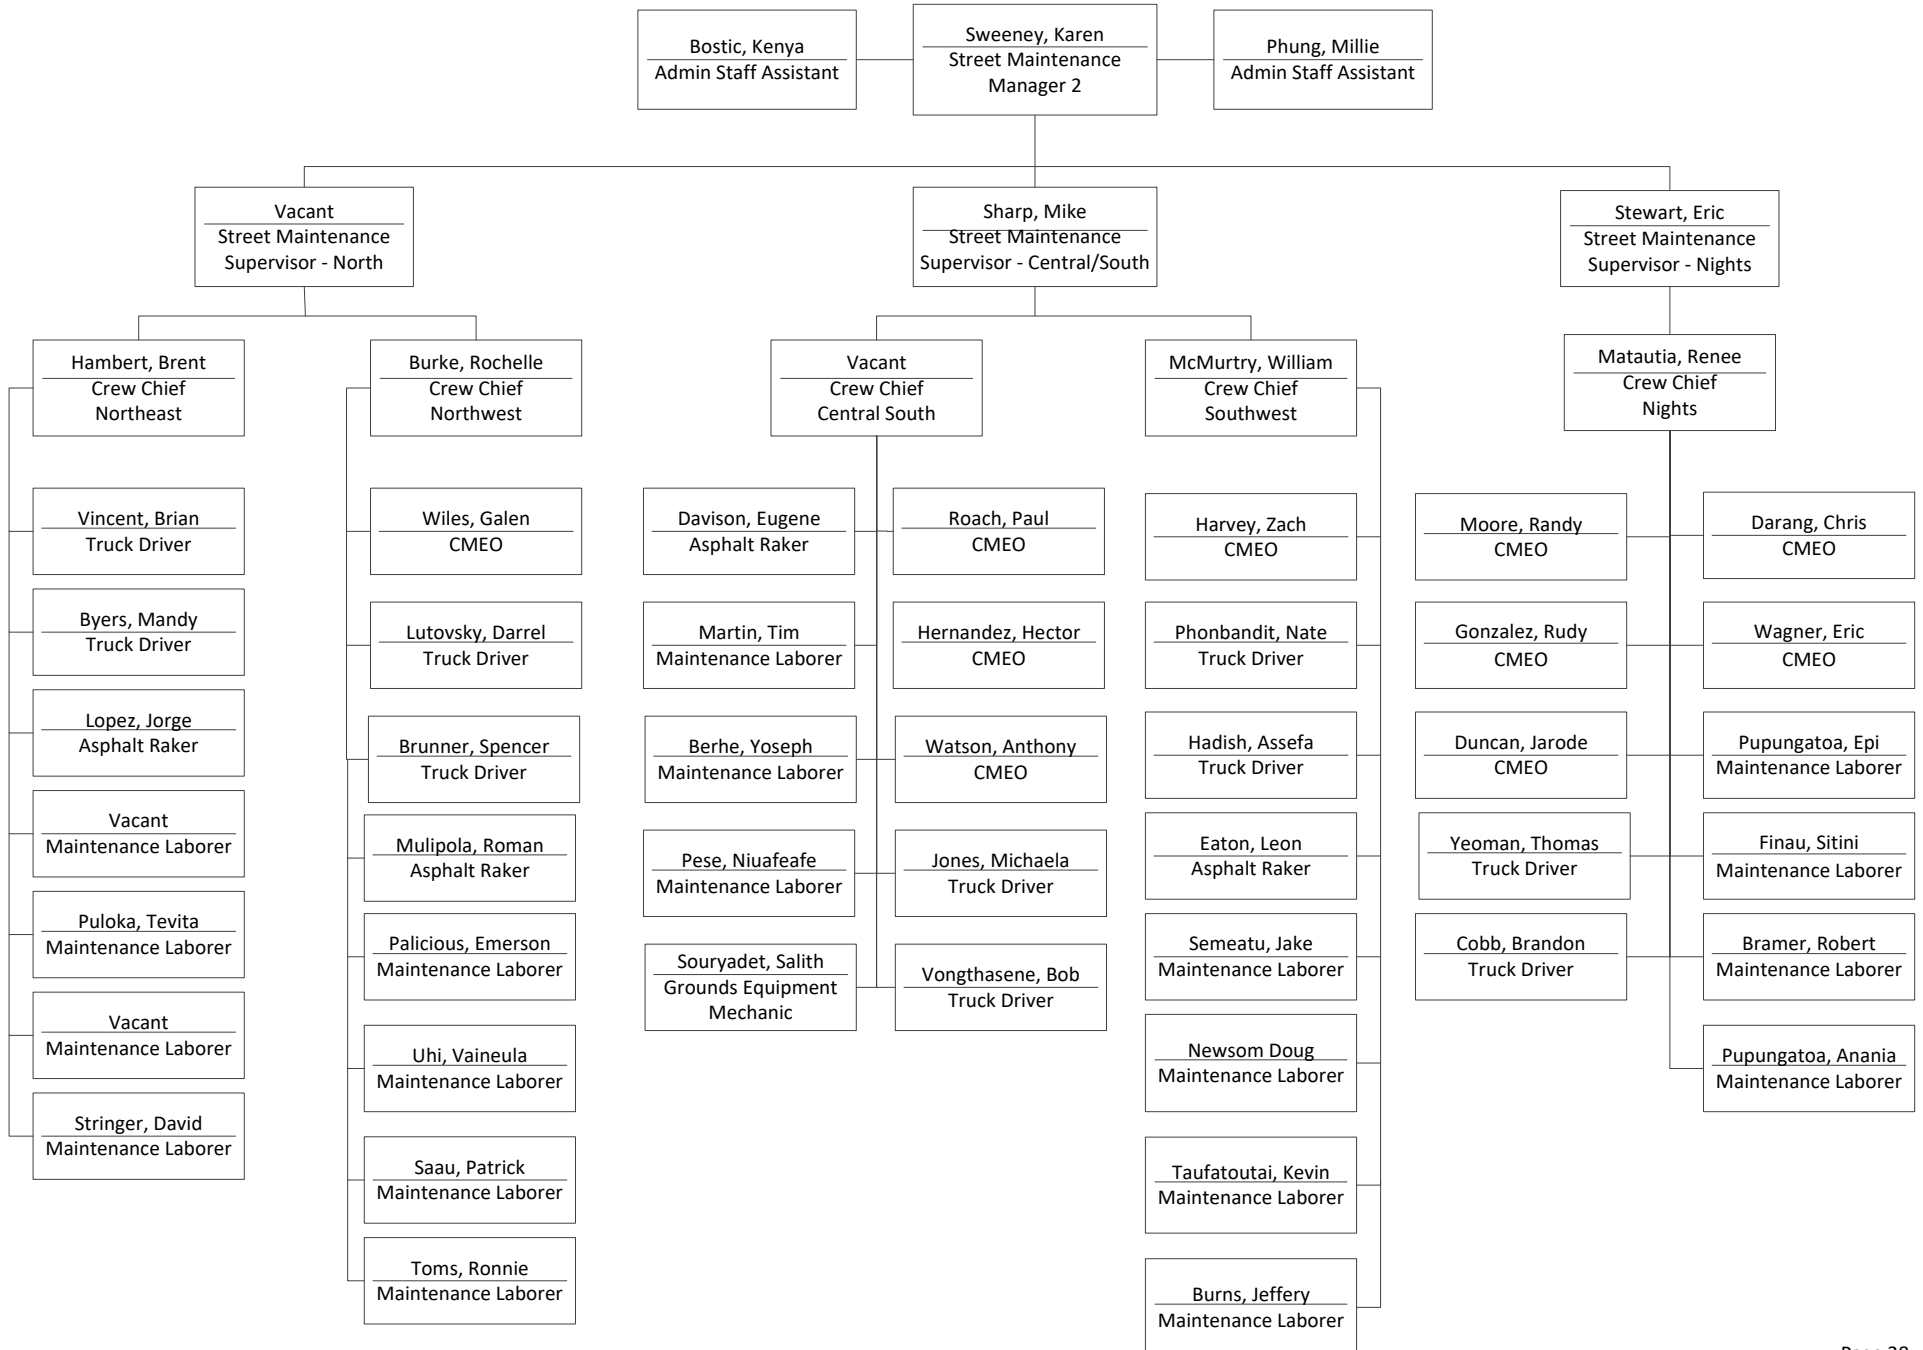 Bostic, Kenya
Admin Staff Assistant
Sweeney, Karen
Street Maintenance
Manager 2
Phung, Millie
Admin Staff Assistant
Vacant
Street Maintenance
Supervisor - North
Sharp, Mike
Street Maintenance
Supervisor - Central/South
Stewart, Eric
Street Maintenance
Supervisor - Nights
Hambert, Brent
Crew Chief
Northeast
Burke, Rochelle
Crew Chief
Northwest
Vacant
Crew Chief
Central South
McMurtry, William
Crew Chief
Southwest
Matautia, Renee
Crew Chief
Nights
Vincent, Brian
Truck Driver
Byers, Mandy
Truck Driver
Lopez, Jorge
Asphalt Raker
Vacant
Maintenance Laborer
Puloka, Tevita
Maintenance Laborer
Vacant
Maintenance Laborer
Stringer, David
Maintenance Laborer
Wiles, Galen
CMEO
Lutovsky, Darrel
Truck Driver
Brunner, Spencer
Truck Driver
Mulipola, Roman
Asphalt Raker
Palicious, Emerson
Maintenance Laborer
Uhi, Vaineula
Maintenance Laborer
Saau, Patrick
Maintenance Laborer
Toms, Ronnie
Maintenance Laborer
Davison, Eugene
Asphalt Raker
Martin, Tim
Maintenance Laborer
Berhe, Yoseph
Maintenance Laborer
Pese, Niuafeafe
Maintenance Laborer
Souryadet, Salith
Grounds Equipment
Mechanic
Roach, Paul
CMEO
Hernandez, Hector
CMEO
Watson, Anthony
CMEO
Jones, Michaela
Truck Driver
Vongthasene, Bob
Truck Driver
Harvey, Zach
CMEO
Phonbandit, Nate
Truck Driver
Hadish, Assefa
Truck Driver
Eaton, Leon
Asphalt Raker
Semeatu, Jake
Maintenance Laborer
Newsom Doug
Maintenance Laborer
Taufatoutai, Kevin
Maintenance Laborer
Burns, Jeffery
Maintenance Laborer
Moore, Randy
CMEO
Gonzalez, Rudy
CMEO
Duncan, Jarode
CMEO
Yeoman, Thomas
Truck Driver
Cobb, Brandon
Truck Driver
Darang, Chris
CMEO
Wagner, Eric
CMEO
Pupungatoa, Epi
Maintenance Laborer
Finau, Sitini
Maintenance Laborer
Bramer, Robert
Maintenance Laborer
Pupungatoa, Anania
Maintenance Laborer